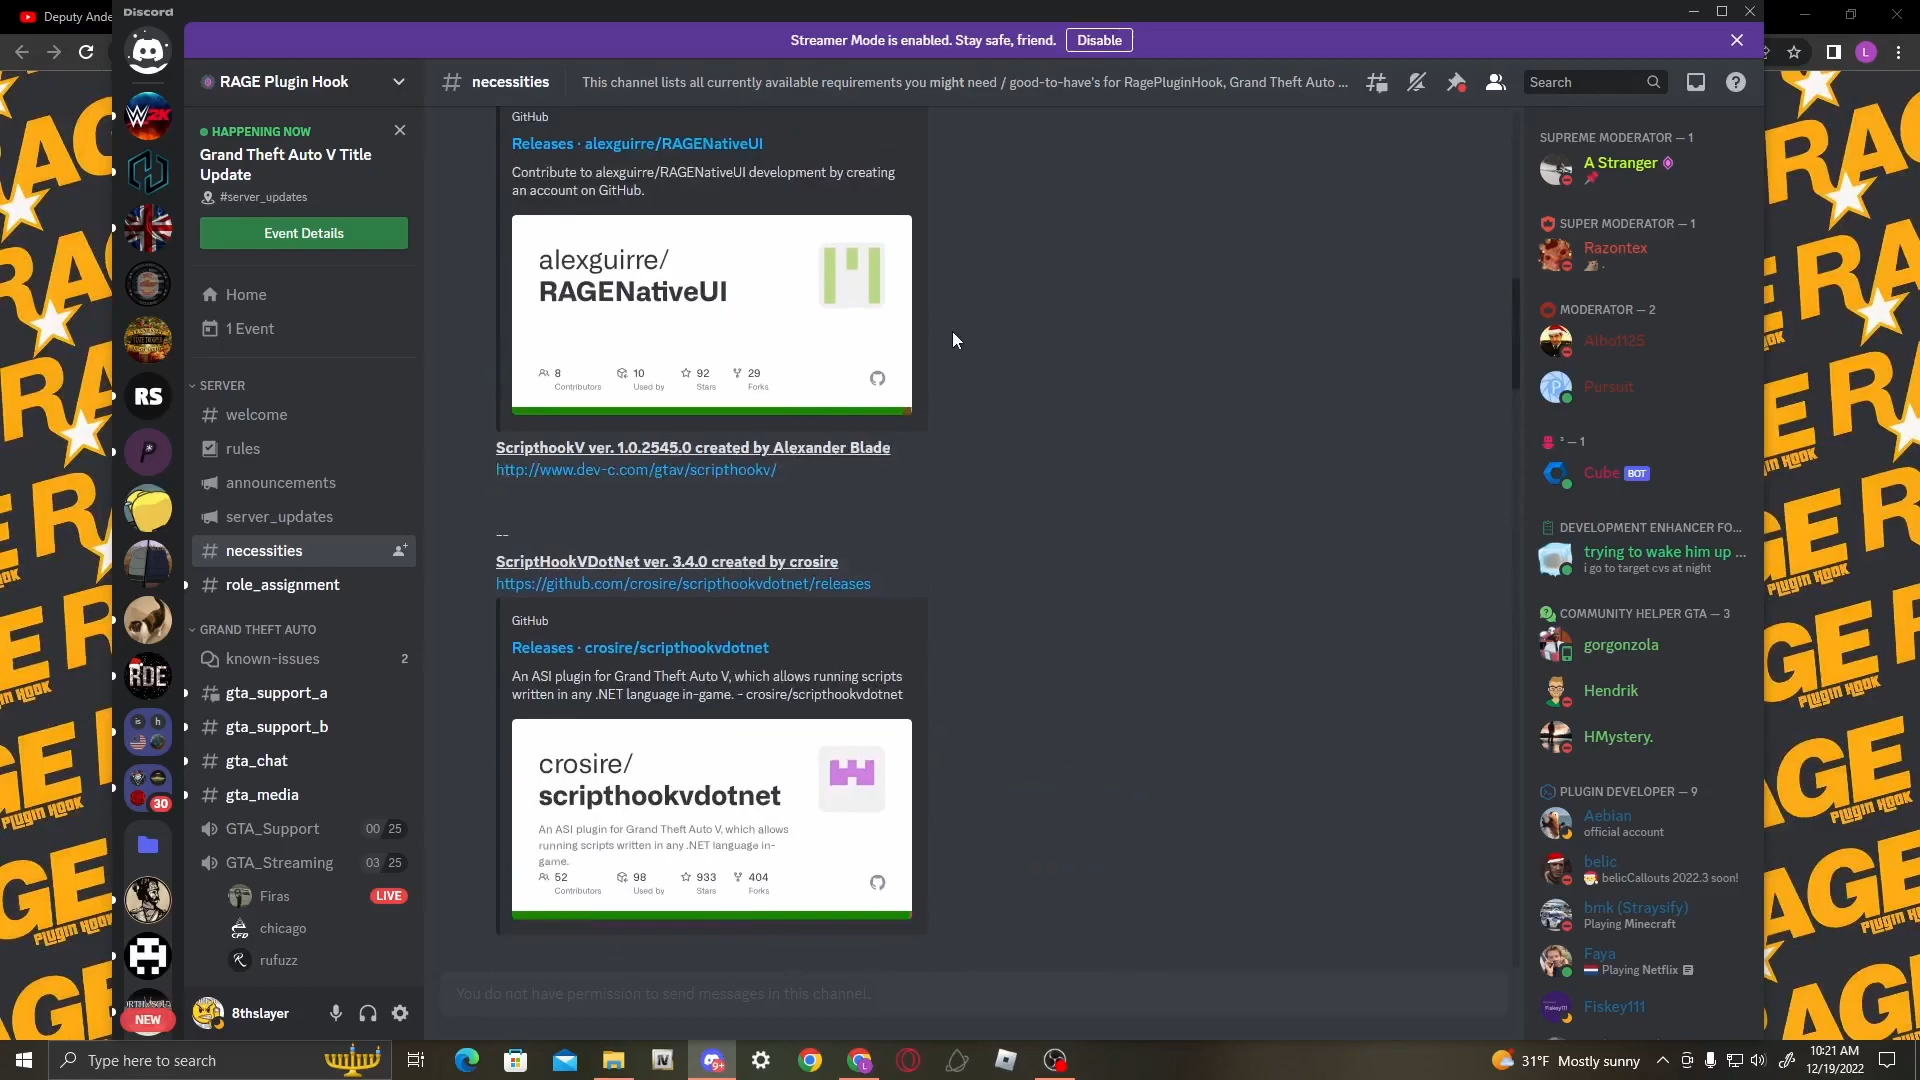 Deputy Ande
Discord
Streamer Mode is enabled. Stay safe, friend.
Disable
RAGE Plugin Hook
necessities
This channel lists all currently available requirements you might need / good-to-have's for RagePluginHook, Grand Theft Auto ...
Search
HAPPENING NOW
Grand Theft Auto V Title
Update
#server_updates
Event Details
Home
1 Event
SERVER
welcome
rules
announcements
server_updates
necessities
role_assignment
GRAND THEFT AUTO
known-issues
2
gta_support_a
gta_support_b
gta_chat
gta_media
GTA_Support
00 25
GTA_Streaming
03 25
Firas
LIVE
chicago
rufuzz
8thslayer
RS
RDE
30
NEW
GitHub
Releases · alexguirre/RAGENativeUI
Contribute to alexguirre/RAGENativeUI development by creating
an account on GitHub.
alexguirre/
RAGENativeUI
8
Contributors
10
Used by
92
Stars
29
Forks
ScripthookV ver. 1.0.2545.0 created by Alexander Blade
http://www.dev-c.com/gtav/scripthookv/
--
ScriptHookVDotNet ver. 3.4.0 created by crosire
https://github.com/crosire/scripthookvdotnet/releases
GitHub
Releases · crosire/scripthookvdotnet
An ASI plugin for Grand Theft Auto V, which allows running scripts
written in any .NET language in-game. - crosire/scripthookvdotnet
crosire/
scripthookvdotnet
An ASI plugin for Grand Theft Auto V, which allows
running scripts written in any .NET language in-
game.
52
Contributors
98
Used by
933
Stars
404
Forks
You do not have permission to send messages in this channel.
SUPREME MODERATOR — 1
A Stranger
SUPER MODERATOR — 1
Razontex
MODERATOR — 2
Albo1125
Pursuit
³ — 1
Cube BOT
DEVELOPMENT ENHANCER FO...
trying to wake him up ...
i go to target cvs at night
COMMUNITY HELPER GTA — 3
gorgonzola
Hendrik
HMystery.
PLUGIN DEVELOPER — 9
Aebian
official account
belic
belicCallouts 2022.3 soon!
bmk (Straysify)
Playing Minecraft
Faya
Playing Netflix
Fiskey111
Type here to search
9+
31°F Mostly sunny
10:21 AM
12/19/2022